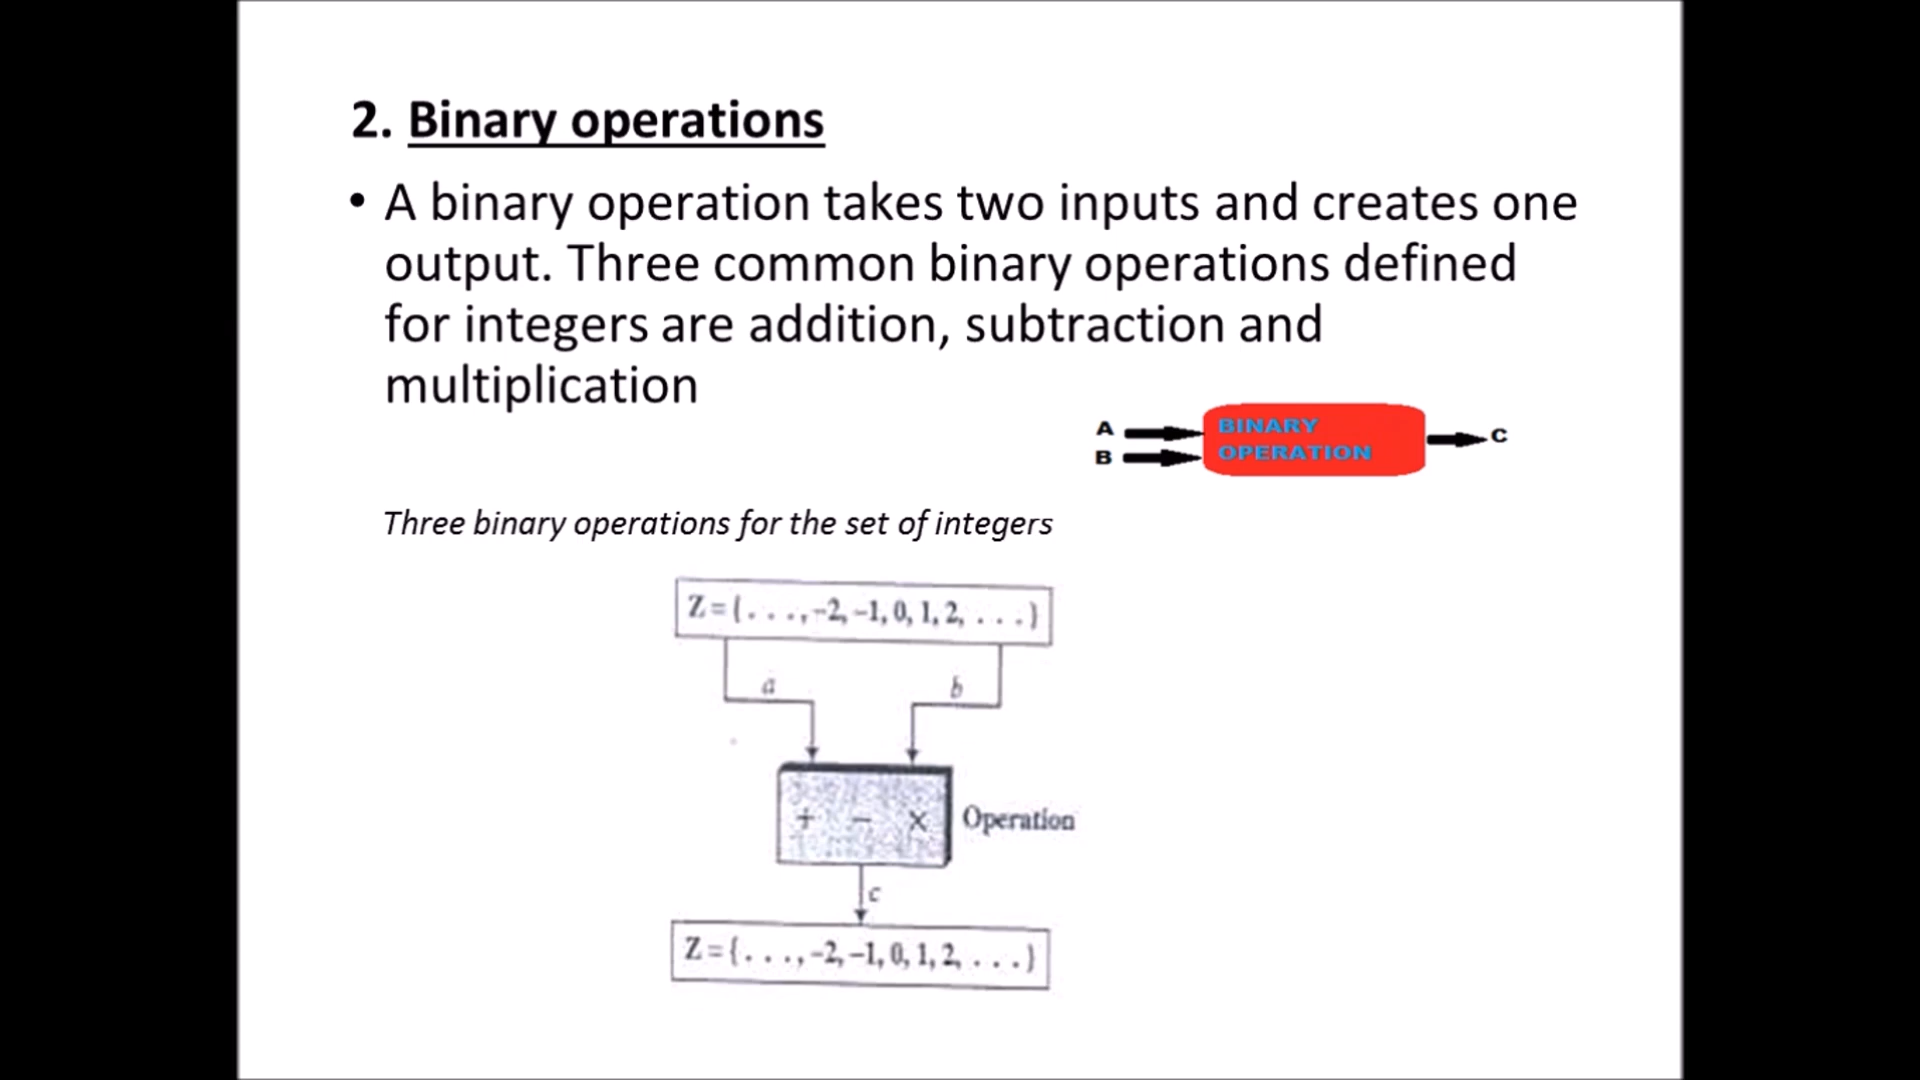 2. Binary operations
• A binary operation takes two inputs and creates one
output. Three common binary operations defined
for integers are addition, subtraction and
multiplication
A
B
BINARY
OPERATION
C
Three binary operations for the set of integers
Z = { . . . , −2, −1, 0, 1, 2, . . . }
a
b
+ − ×
Operation
c
Z = { . . . , −2, −1, 0, 1, 2, . . . }